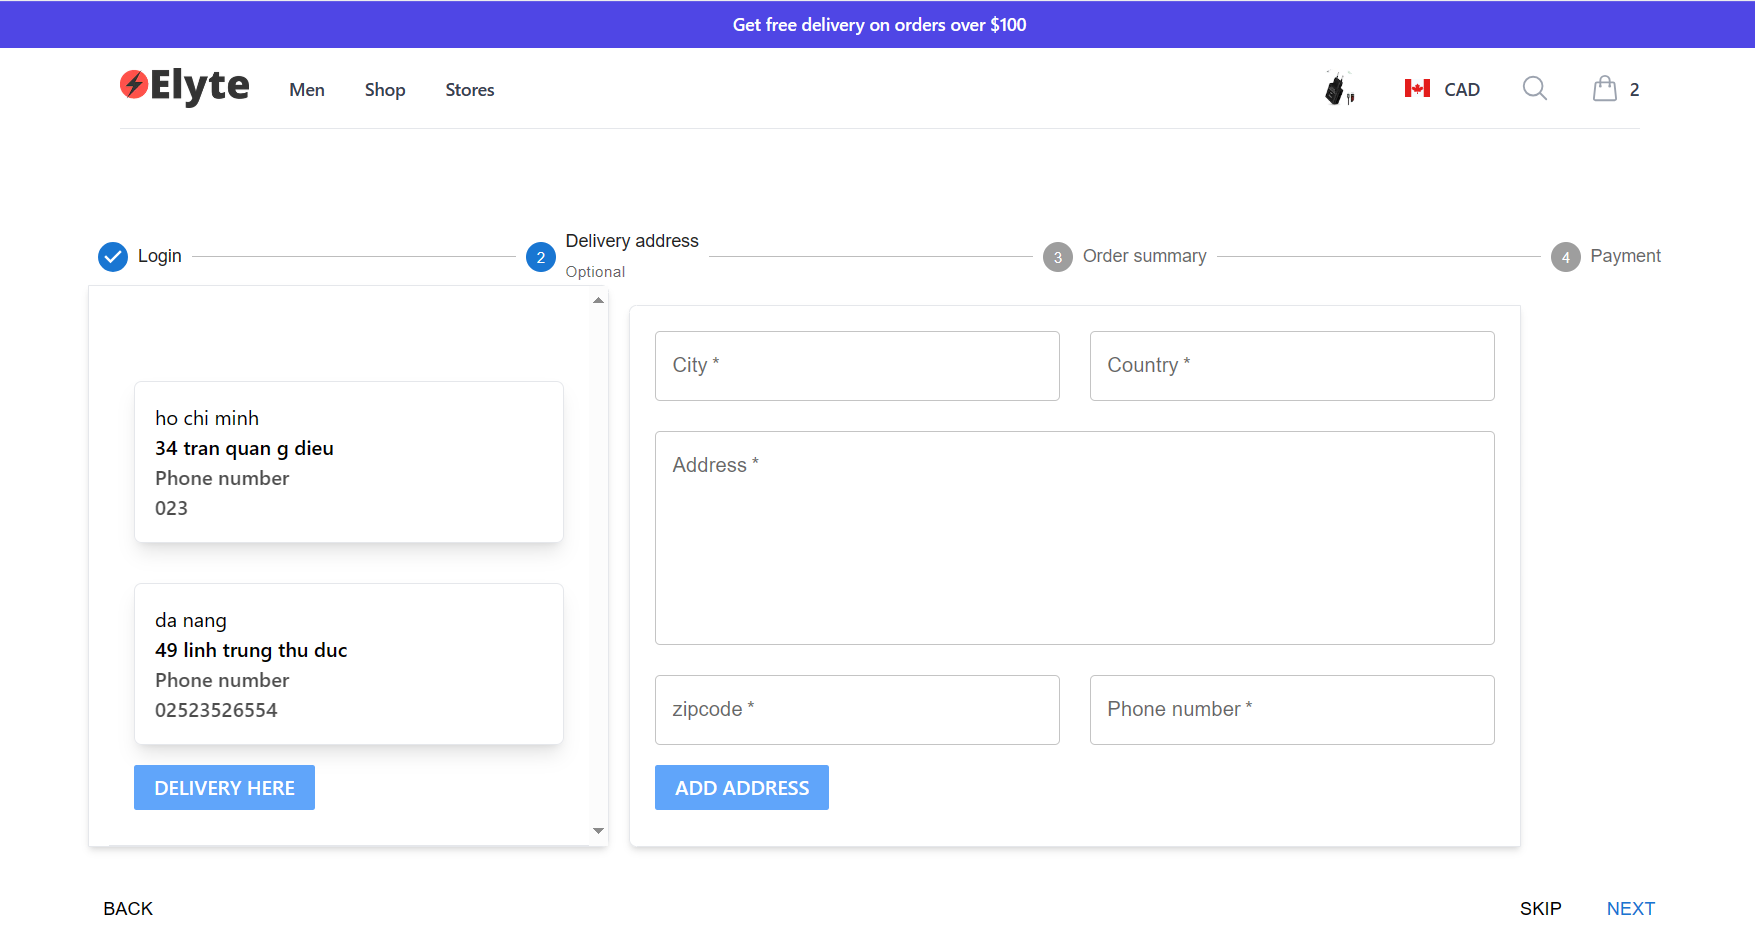 Get free delivery on orders over $100
Elyte
Men
Shop
Stores
CAD
2
Login
2
Delivery address
Optional
3
Order summary
4
Payment
ho chi minh
34 tran quan g dieu
Phone number
023
da nang
49 linh trung thu duc
Phone number
02523526554
DELIVERY HERE
City *
Country *
Address *
zipcode *
Phone number *
ADD ADDRESS
BACK
SKIP
NEXT